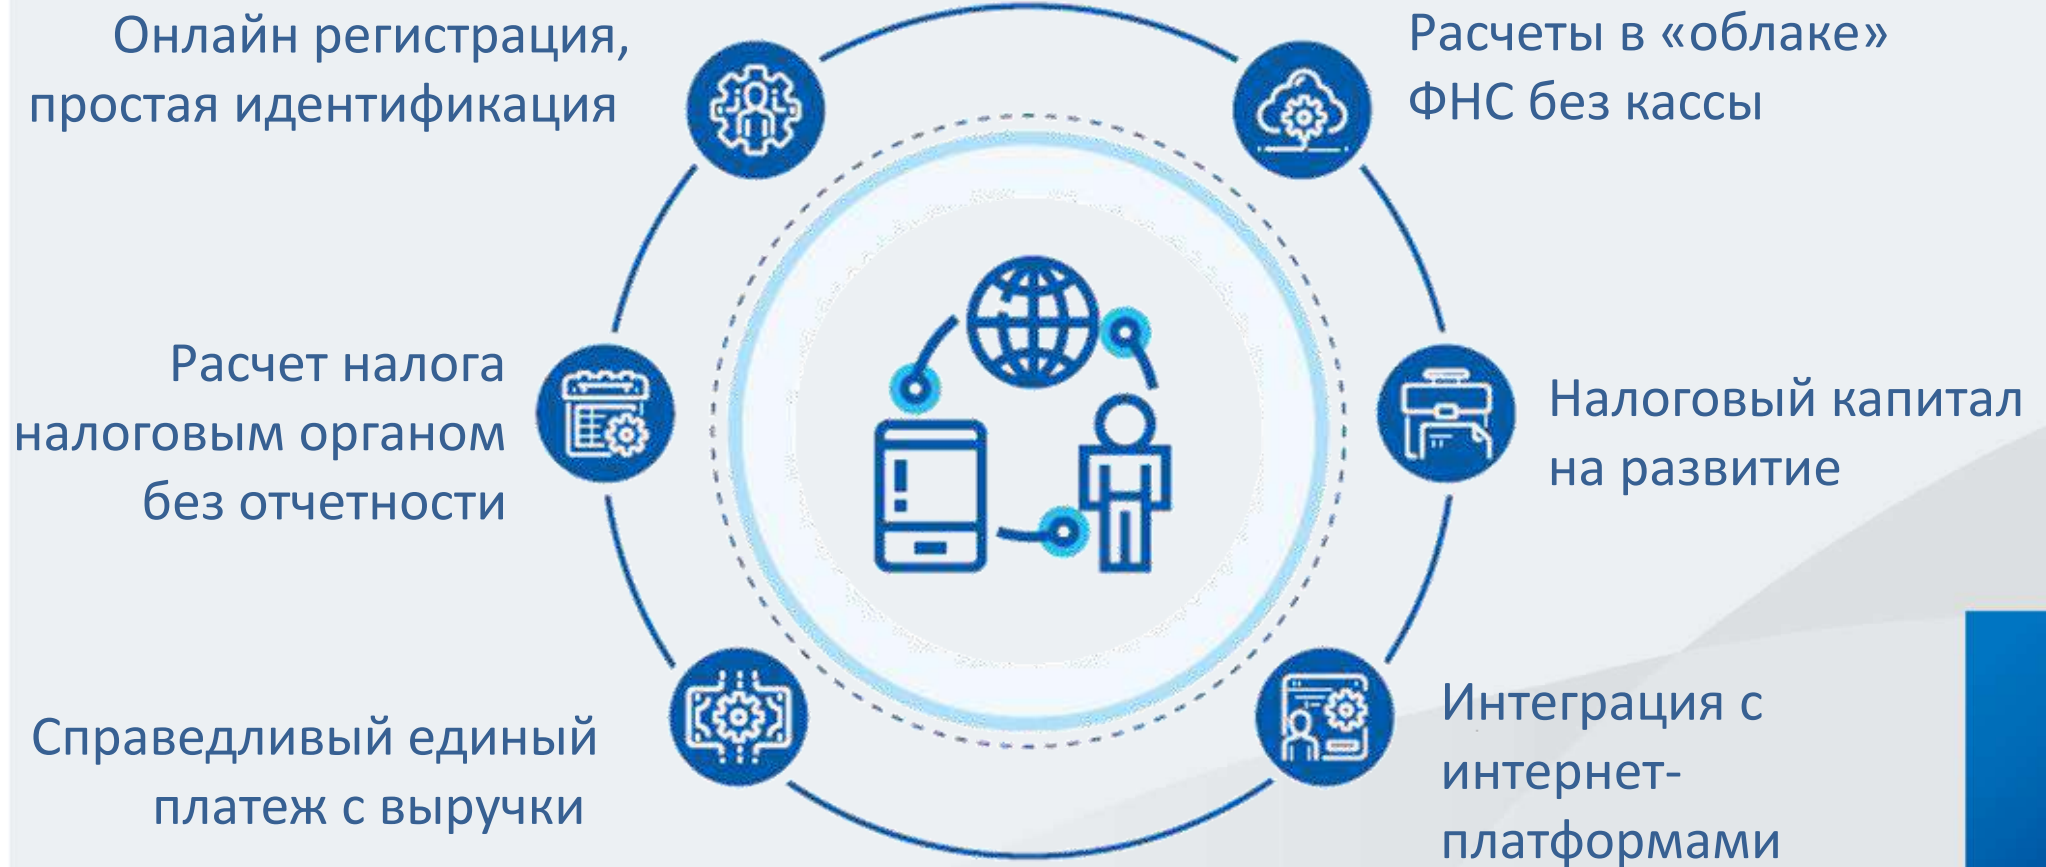 Онлайн регистрация,
простая идентификация
Расчеты в «облаке»
ФНС без кассы
Расчет налога
налоговым органом
без отчетности
Налоговый капитал
на развитие
Справедливый единый
платеж с выручки
Интеграция с
интернет-
платформами